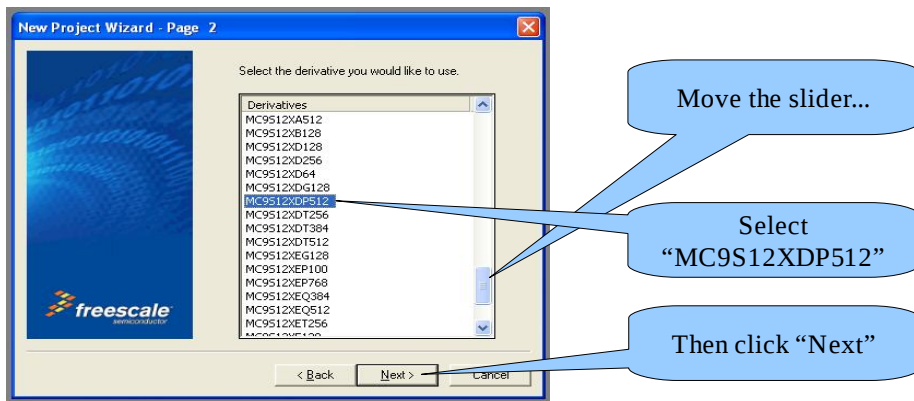 New Project Wizard - Page 2
Select the derivative you would like to use.
Derivatives
MC9S12XA512
MC9S12XB128
MC9S12XD128
MC9S12XD256
MC9S12XD64
MC9S12XDG128
MC9S12XDP512
MC9S12XDT256
MC9S12XDT384
MC9S12XDT512
MC9S12XEG128
MC9S12XEP100
MC9S12XEP768
MC9S12XEQ384
MC9S12XEQ512
MC9S12XET256
freescale
semiconductor
< Back
Next >
Cancel
Move the slider...
Select
“MC9S12XDP512”
Then click “Next”